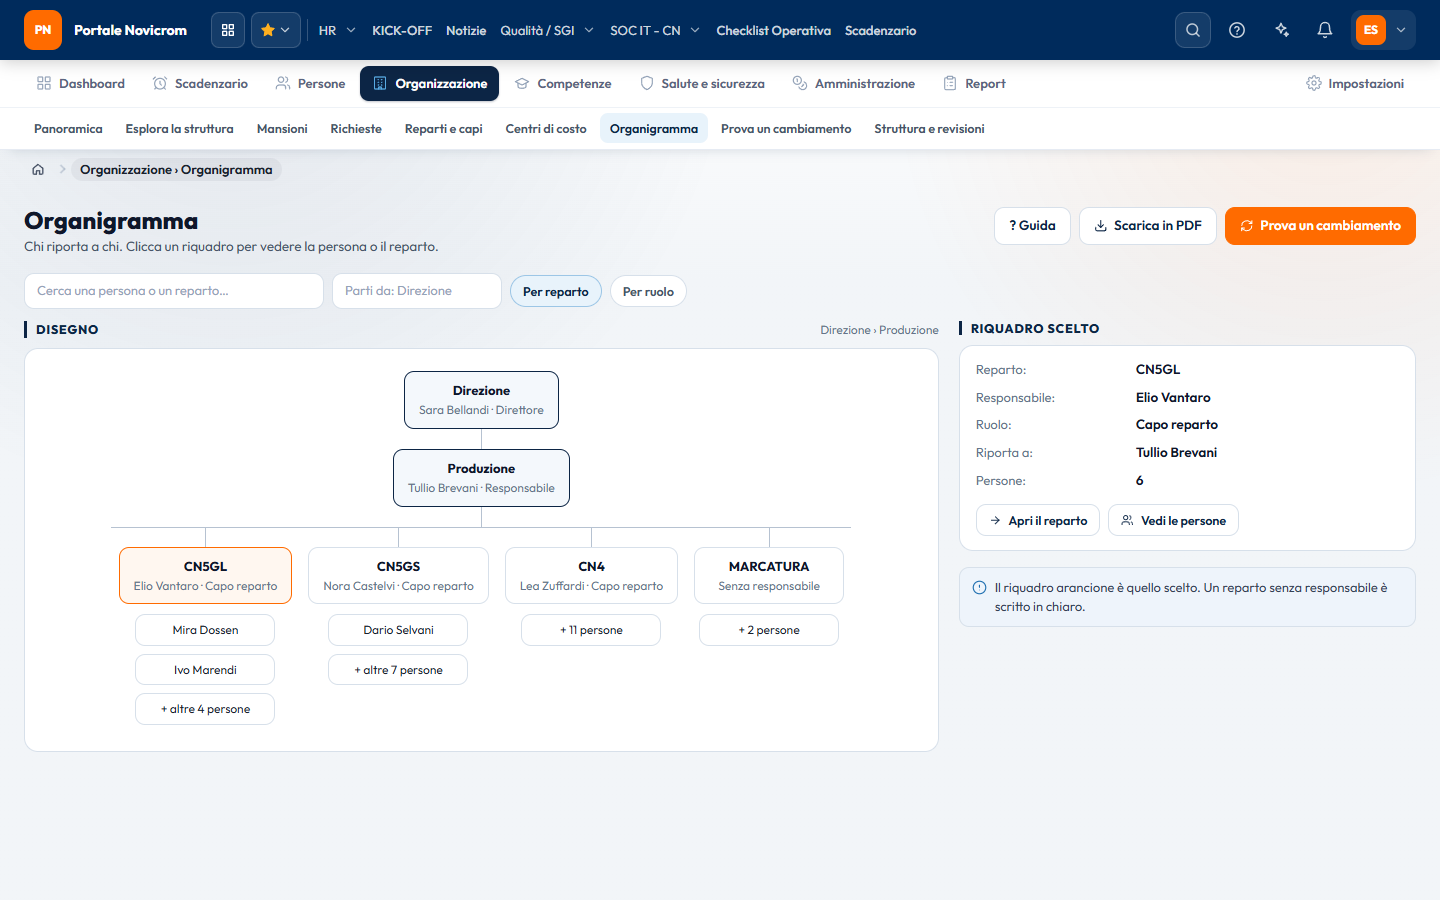 PN Portale Novicrom HR KICK-OFF Notizie Qualità / SGI SOC IT - CN Checklist Operativa Scadenzario ES
Dashboard Scadenzario Persone Organizzazione Competenze Salute e sicurezza Amministrazione Report Impostazioni
Panoramica Esplora la struttura Mansioni Richieste Reparti e capi Centri di costo Organigramma Prova un cambiamento Struttura e revisioni
Organizzazione › Organigramma
Organigramma
Chi riporta a chi. Clicca un riquadro per vedere la persona o il reparto.
? Guida Scarica in PDF Prova un cambiamento
Cerca una persona o un reparto... Parti da: Direzione Per reparto Per ruolo
DISEGNO Direzione › Produzione
Direzione
Sara Bellandi · Direttore
Produzione
Tullio Brevani · Responsabile
CN5GL
Elio Vantaro · Capo reparto
Mira Dossen
Ivo Marendi
+ altre 4 persone
CN5GS
Nora Castelvi · Capo reparto
Dario Selvani
+ altre 7 persone
CN4
Lea Zuffardi · Capo reparto
+ 11 persone
MARCATURA
Senza responsabile
+ 2 persone
RIQUADRO SCELTO
Reparto: CN5GL
Responsabile: Elio Vantaro
Ruolo: Capo reparto
Riporta a: Tullio Brevani
Persone: 6
Apri il reparto Vedi le persone
Il riquadro arancione è quello scelto. Un reparto senza responsabile è
scritto in chiaro.